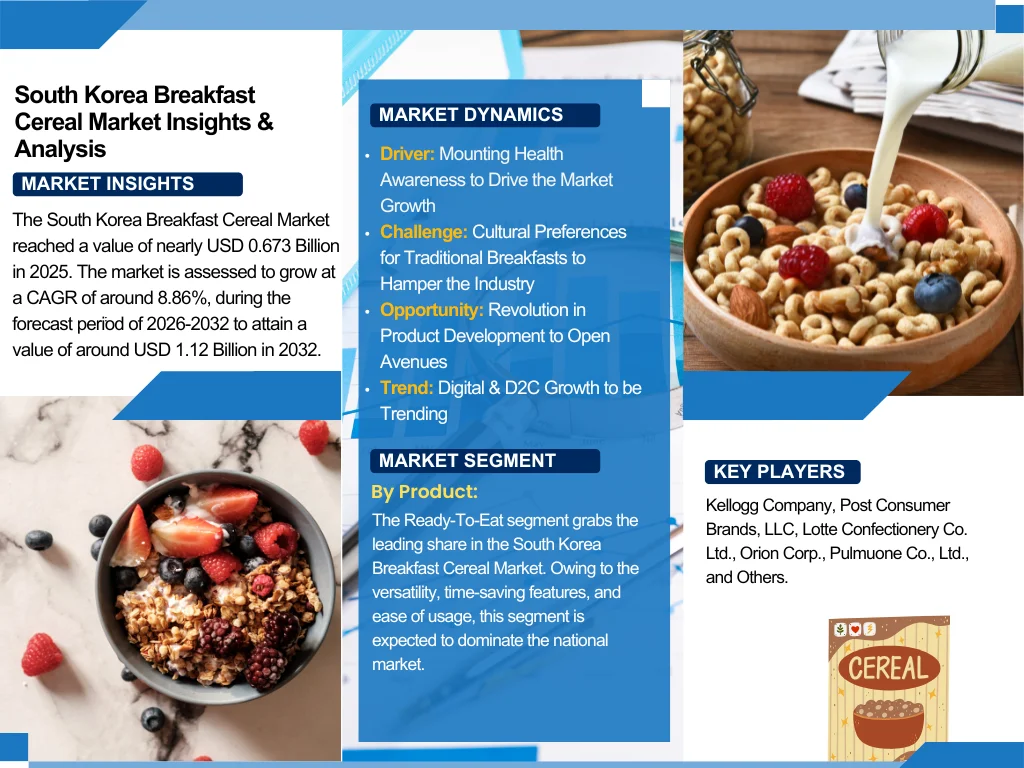 South Korea Breakfast
Cereal Market Insights &
Analysis
MARKET INSIGHTS
The South Korea Breakfast Cereal Market
reached a value of nearly USD 0.673 Billion
in 2025. The market is assessed to grow at
a CAGR of around 8.86%, during the
forecast period of 2026-2032 to attain a
value of around USD 1.12 Billion in 2032.
MARKET DYNAMICS
• Driver: Mounting Health
Awareness to Drive the Market
Growth
• Challenge: Cultural Preferences
for Traditional Breakfasts to
Hamper the Industry
• Opportunity: Revolution in
Product Development to Open
Avenues
• Trend: Digital & D2C Growth to be
Trending
MARKET SEGMENT
By Product:
The Ready-To-Eat segment grabs the
leading share in the South Korea
Breakfast Cereal Market. Owing to the
versatility, time-saving features, and
ease of usage, this segment is
expected to dominate the national
market.
KEY PLAYERS
Kellogg Company, Post Consumer
Brands, LLC, Lotte Confectionery Co.
Ltd., Orion Corp., Pulmuone Co., Ltd.,
and Others.
CEREAL